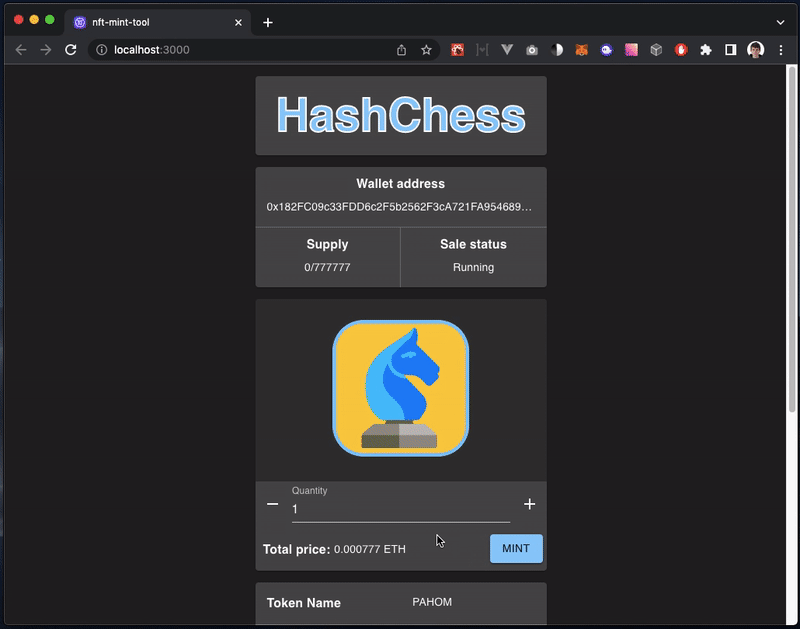 nft-mint-tool
localhost:3000
HashChess
Wallet address
0x182FC09c33FDD6c2F5b2562F3cA721FA954689...
Supply
Sale status
0/777777
Running
Quantity
1
Total price: 0.000777 ETH
MINT
Token Name
PAHOM